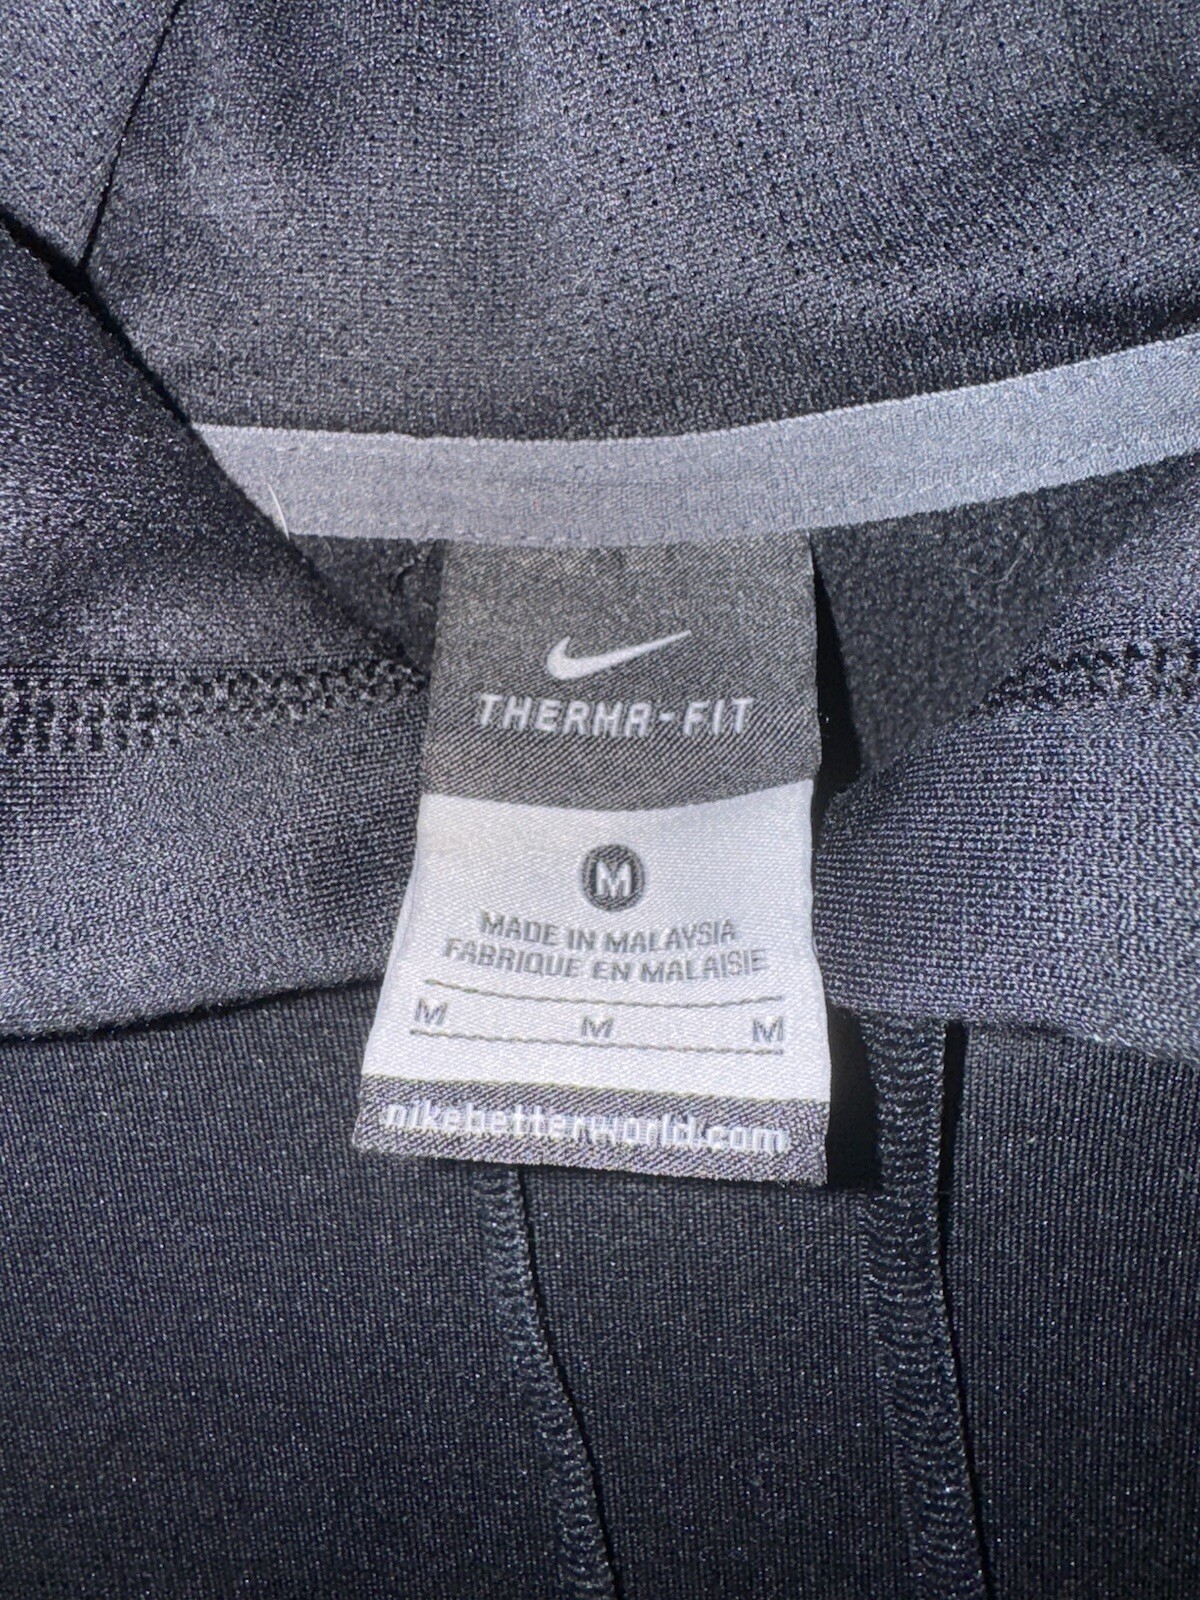 THERMA-FIT
M
MADE IN MALAYSIA
FABRIQUE EN MALAISIE
M M M
nikebetterworld.com